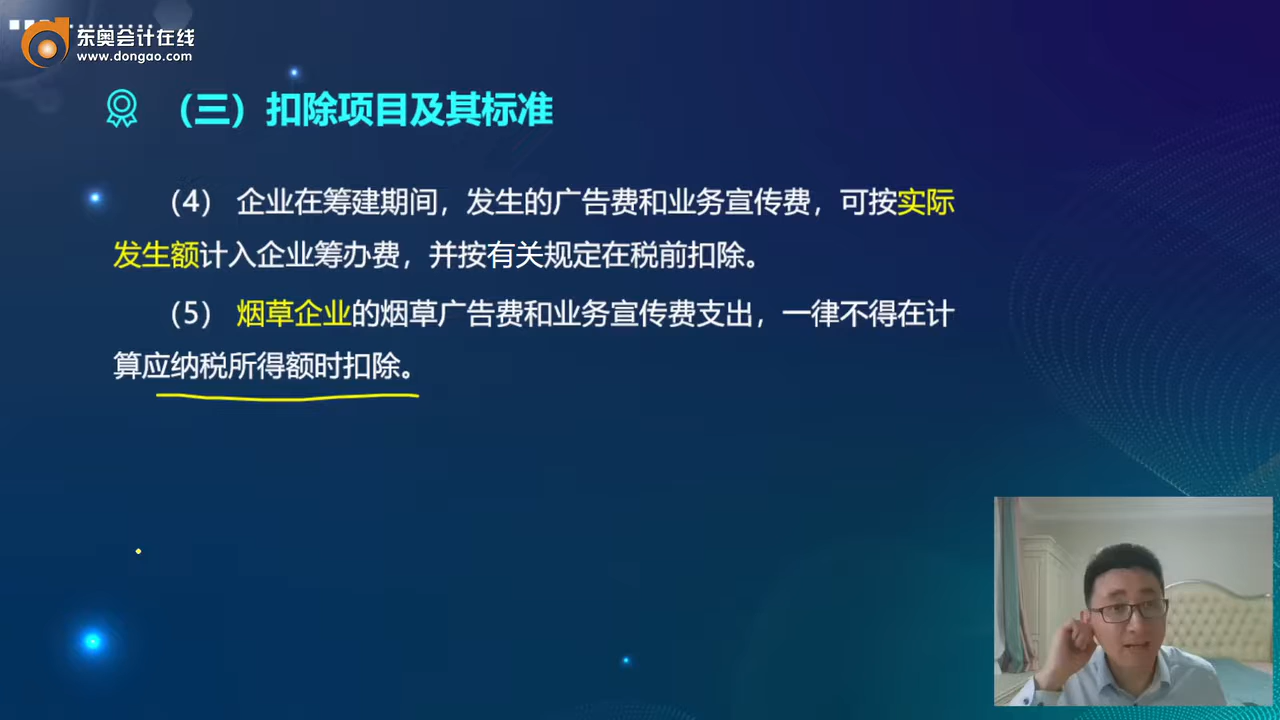 东奥会计在线
www.dongao.com
（三）扣除项目及其标准
（4） 企业在筹建期间，发生的广告费和业务宣传费，可按实际
发生额计入企业筹办费，并按有关规定在税前扣除。
（5） 烟草企业的烟草广告费和业务宣传费支出，一律不得在计
算应纳税所得额时扣除。